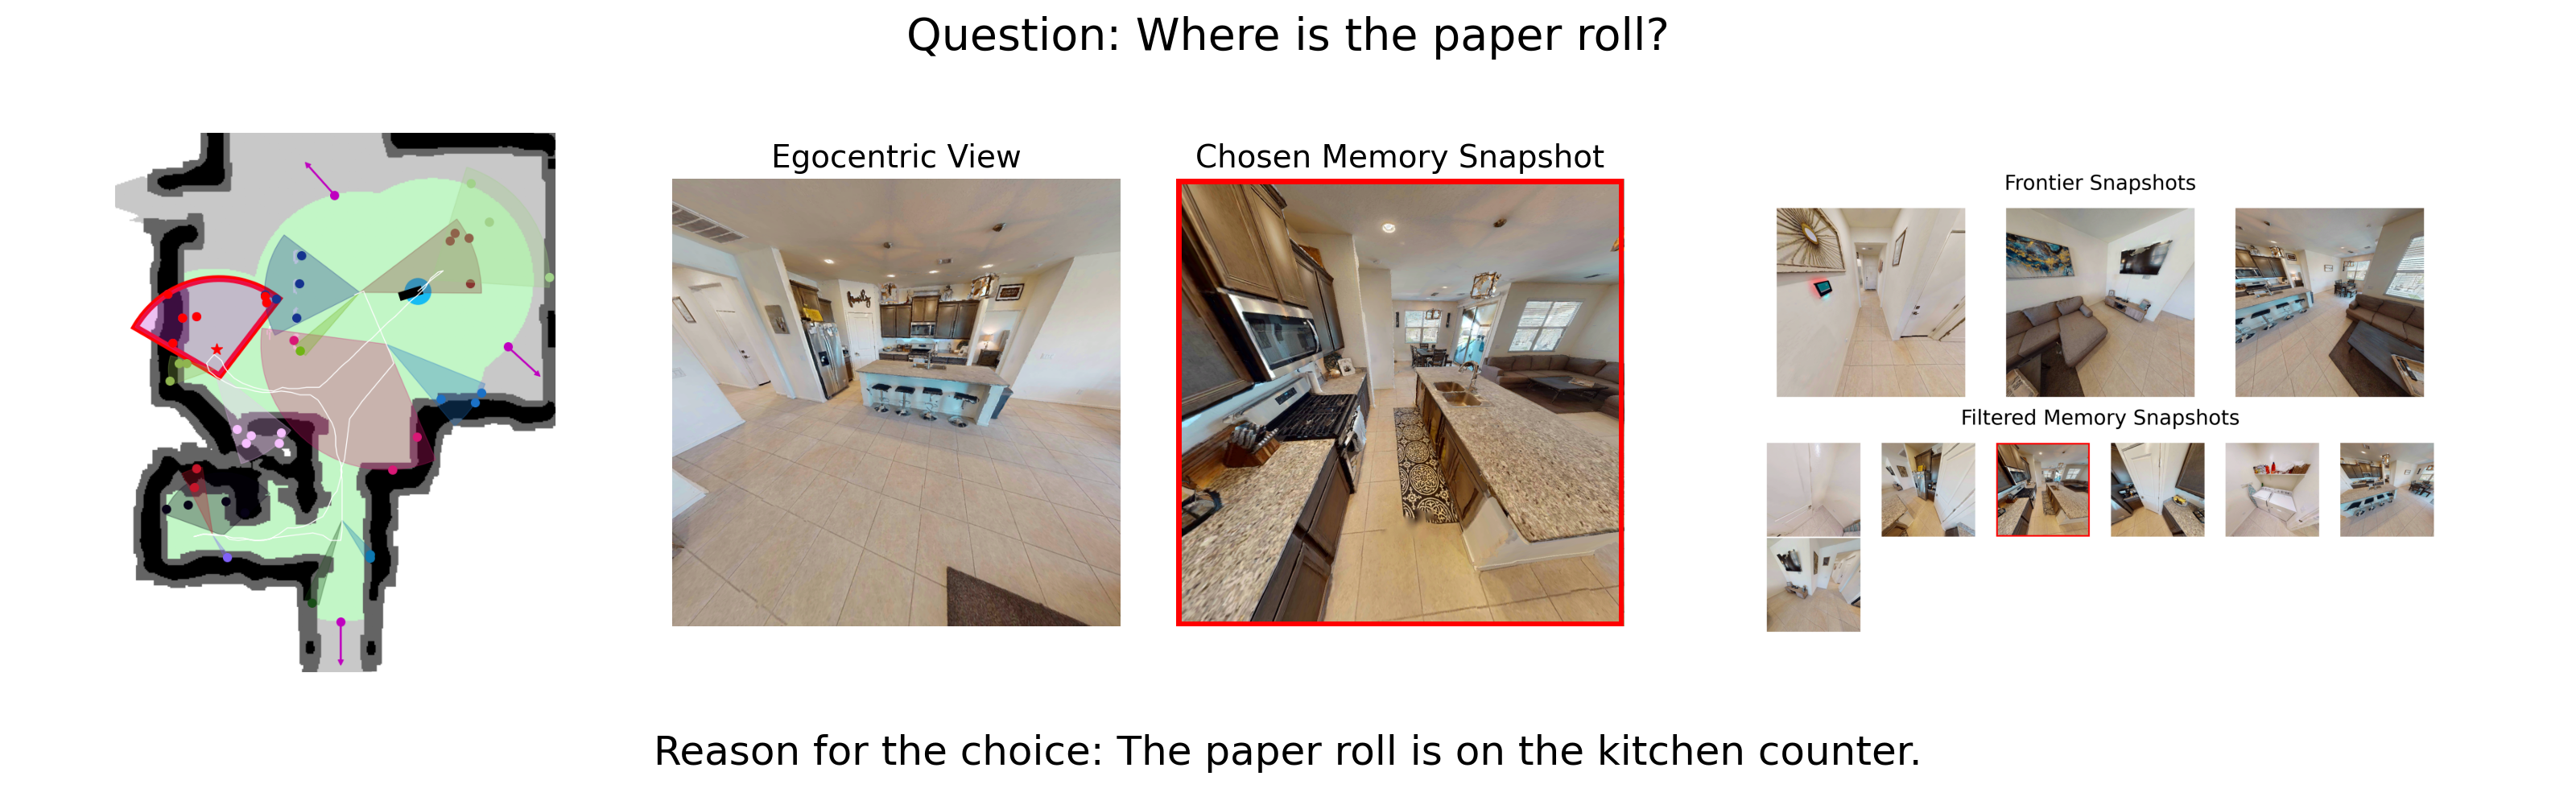 Question: Where is the paper roll?
Egocentric View
Chosen Memory Snapshot
Frontier Snapshots
Filtered Memory Snapshots
Reason for the choice: The paper roll is on the kitchen counter.